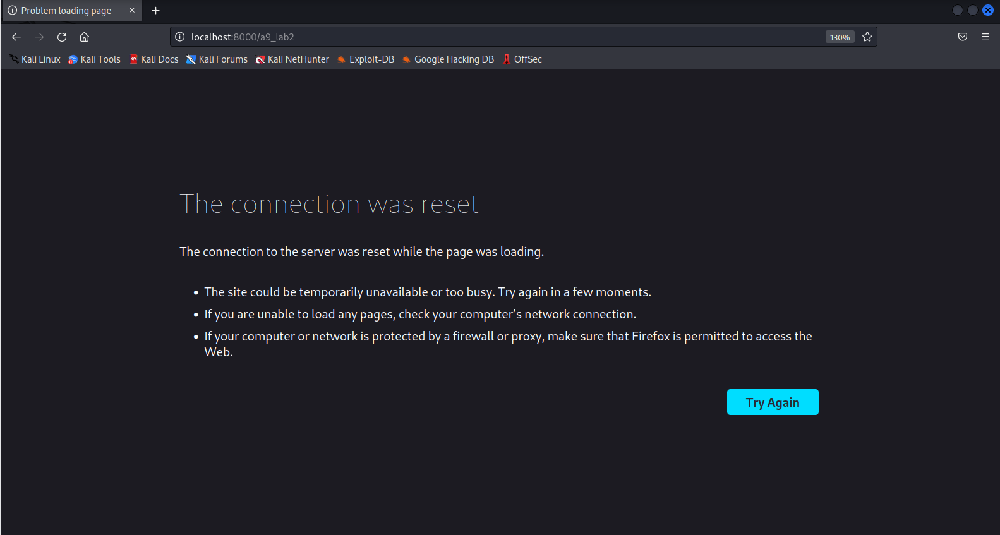 Problem loading page
localhost:8000/a9_lab2
130%
Kali Linux Kali Tools Kali Docs Kali Forums Kali NetHunter Exploit-DB Google Hacking DB OffSec
The connection was reset
The connection to the server was reset while the page was loading.
The site could be temporarily unavailable or too busy. Try again in a few moments.
If you are unable to load any pages, check your computer’s network connection.
If your computer or network is protected by a firewall or proxy, make sure that Firefox is permitted to access the
Web.
Try Again